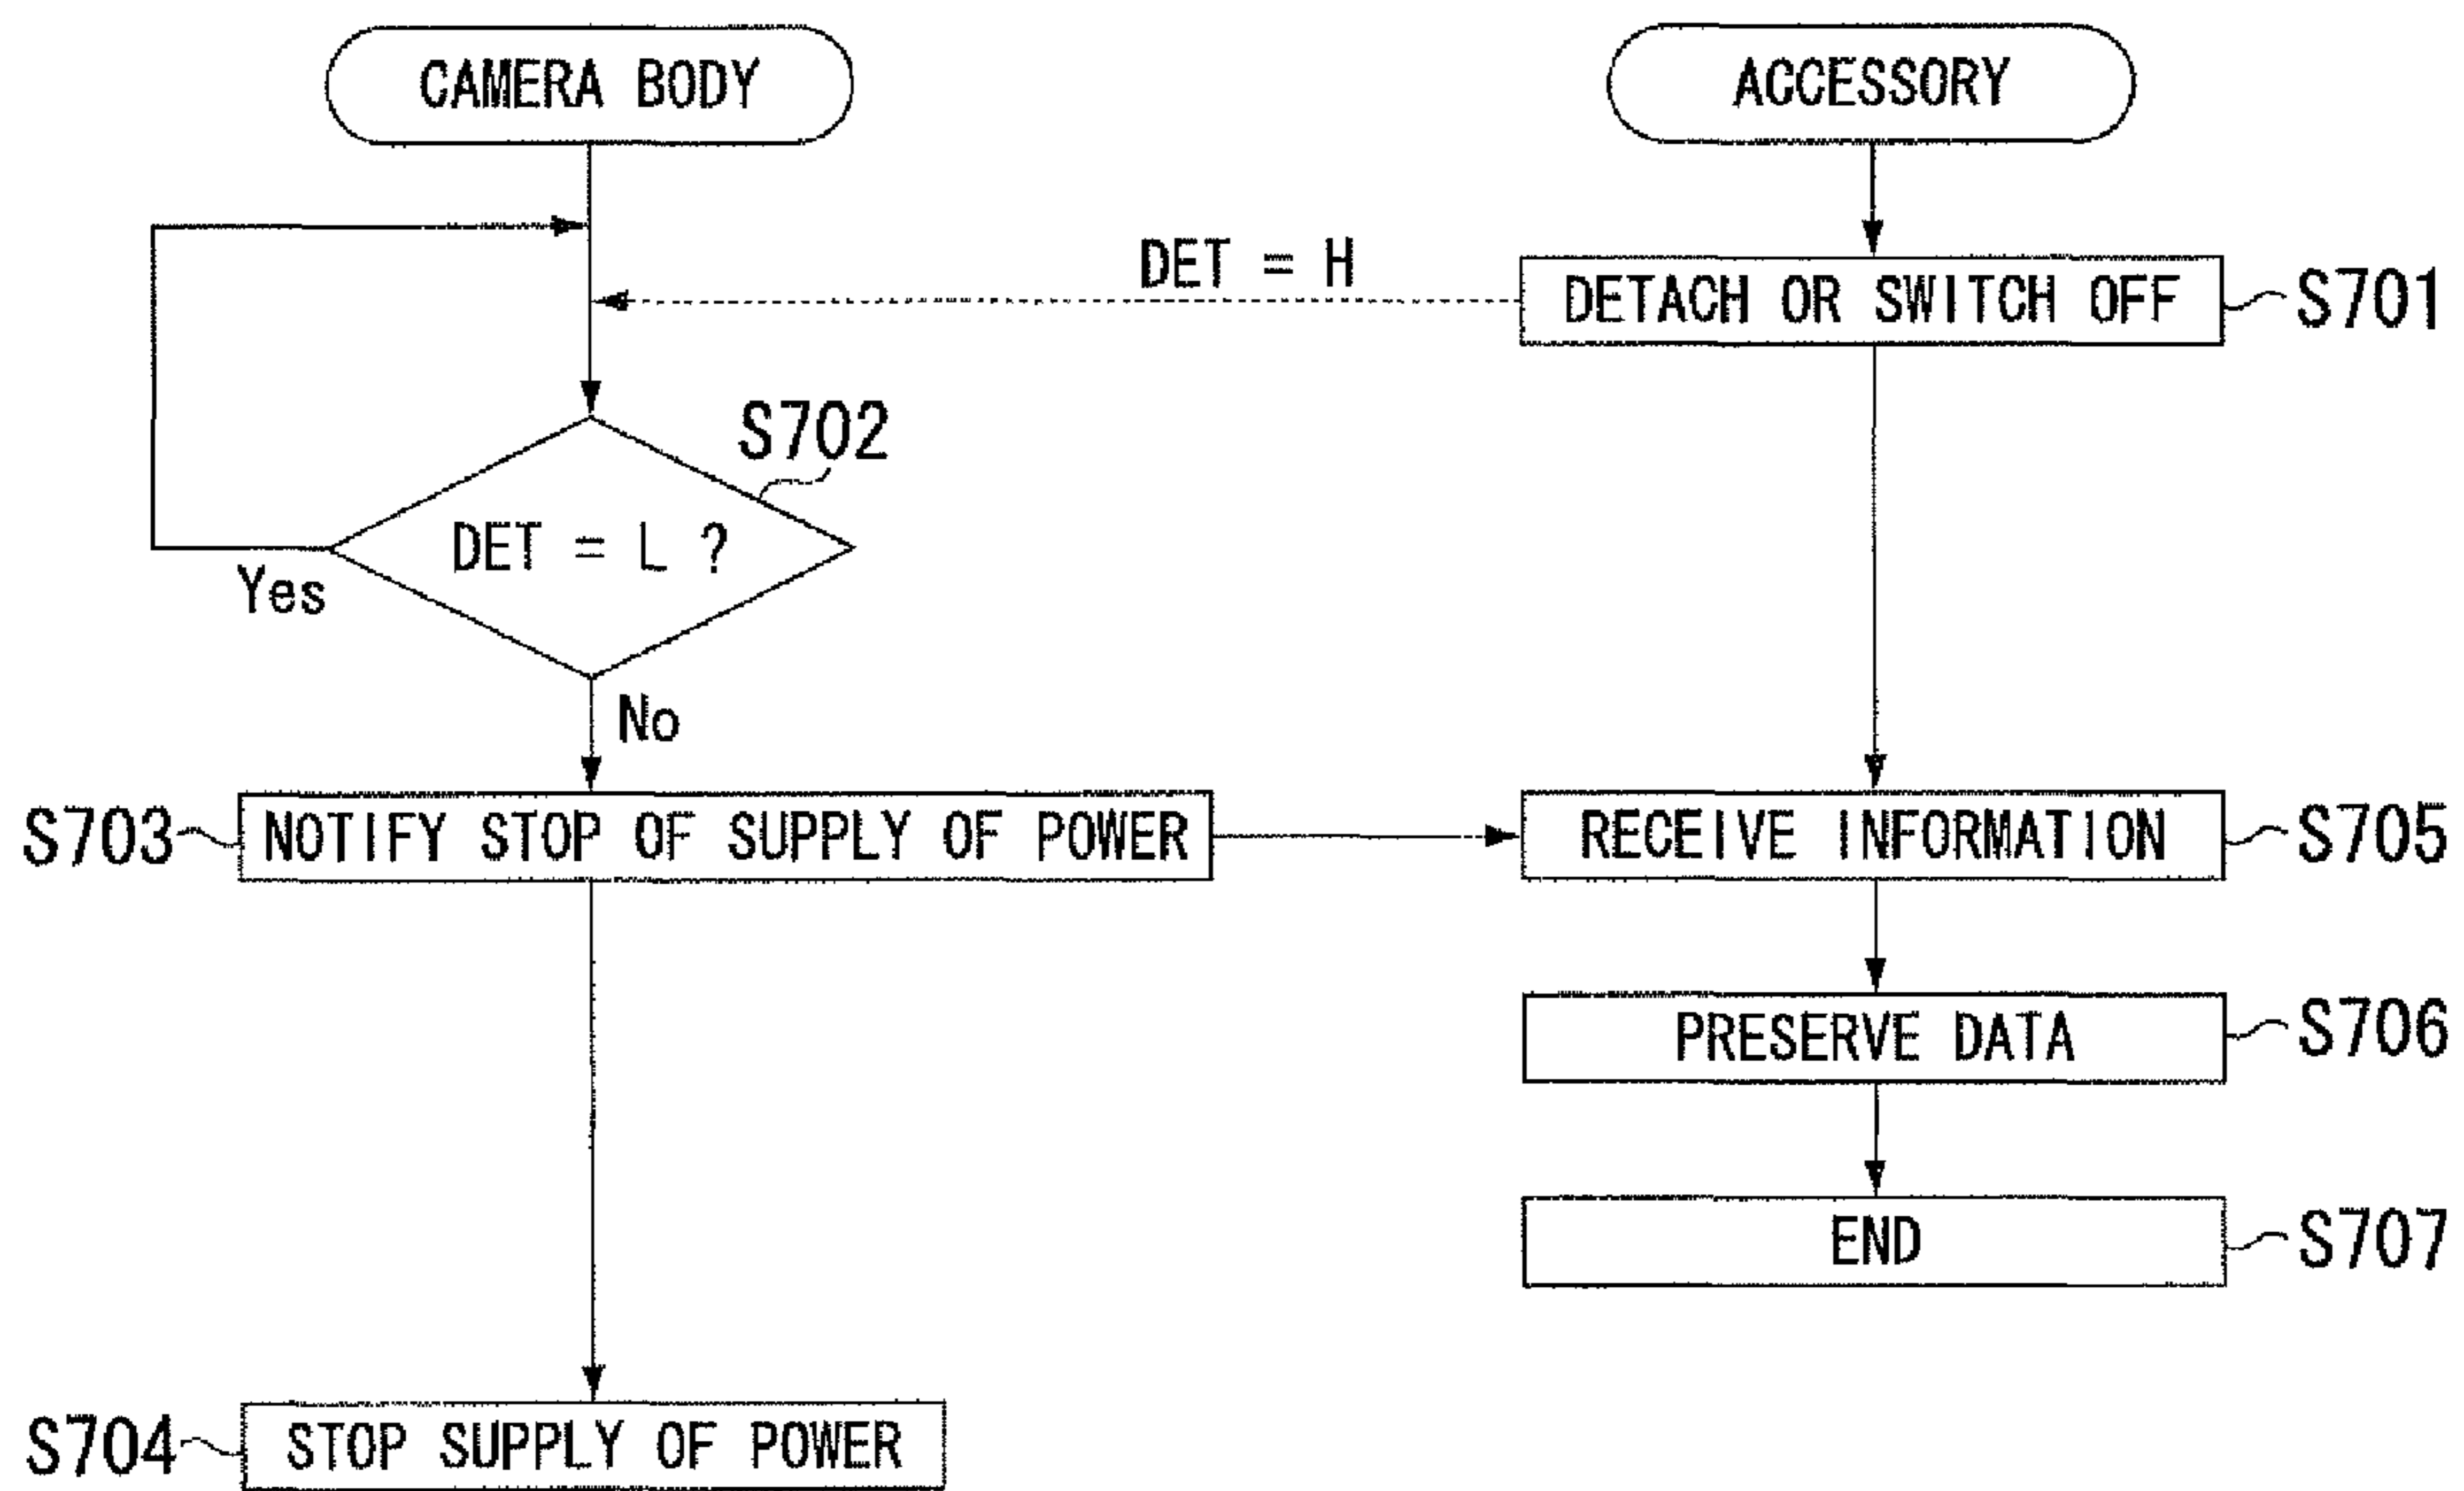 CAMERA BODY
ACCESSORY
DET = H
DETACH OR SWITCH OFF
S701
S702
DET = L ?
Yes
No
S703
NOTIFY STOP OF SUPPLY OF POWER
RECEIVE INFORMATION
S705
PRESERVE DATA
S706
END
S707
S704
STOP SUPPLY OF POWER